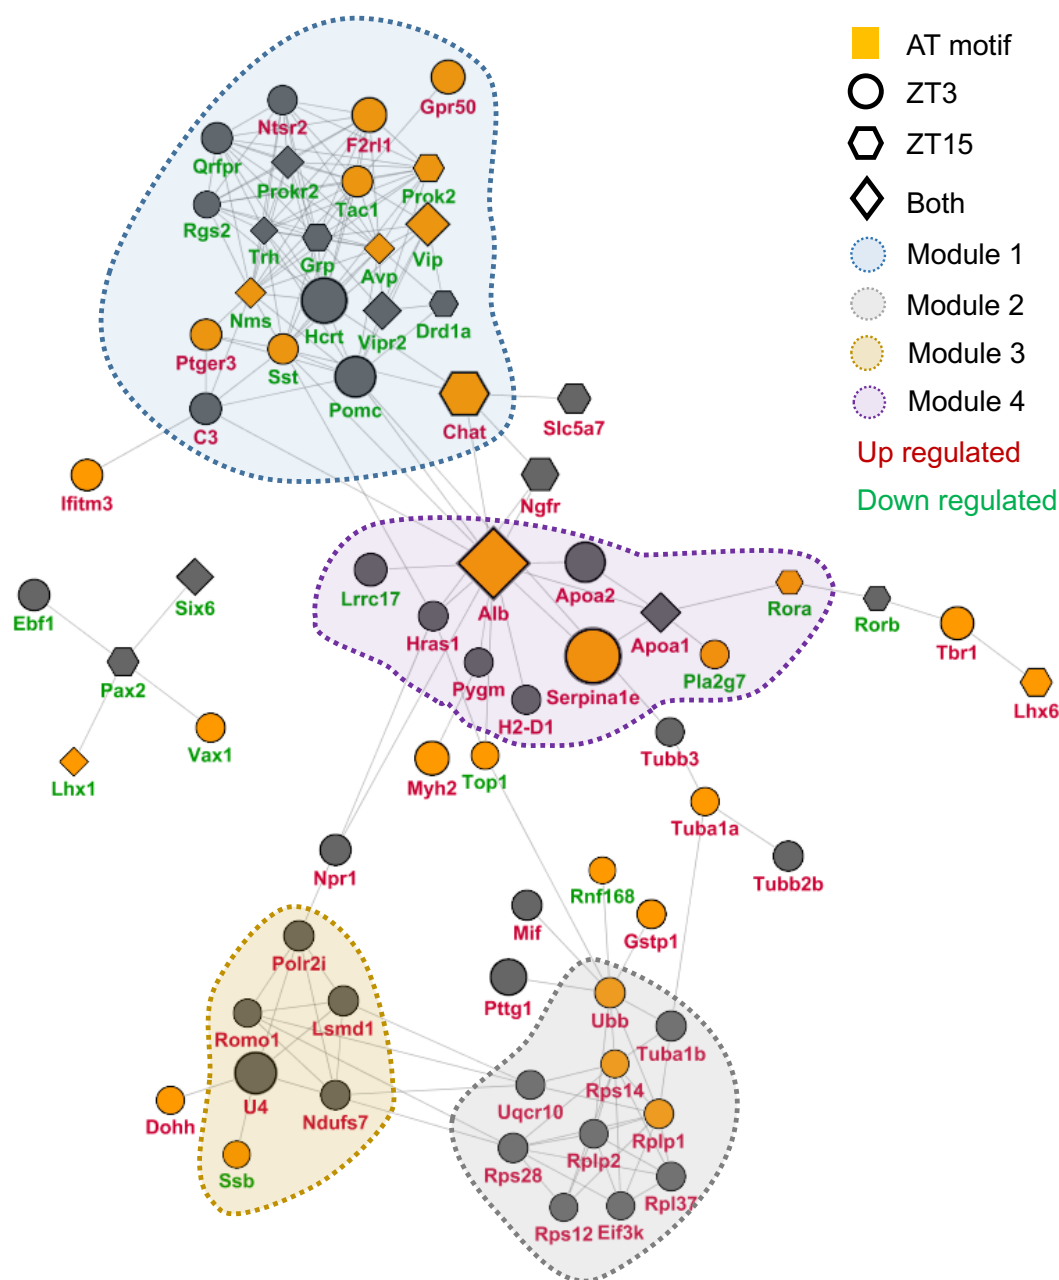 AT motif
ZT3
ZT15
Both
Module 1
Module 2
Module 3
Module 4
Up regulated
Down regulated
Gpr50
Ntsr2
F2rl1
Qrfpr
Prokr2
Tac1
Prok2
Rgs2
Trh
Grp
Avp
Vip
Nms
Hcrt
Vipr2
Drd1a
Ptger3
Sst
Pomc
C3
Chat
Slc5a7
Ifitm3
Ngfr
Lrrc17
Alb
Apoa2
Hras1
Apoa1
Rora
Rorb
Tbr1
Lhx6
Pygm
Serpina1e
Pla2g7
H2-D1
Ebf1
Six6
Pax2
Vax1
Lhx1
Myh2
Top1
Tubb3
Tuba1a
Tubb2b
Npr1
Rnf168
Mif
Gstp1
Polr2i
Pttg1
Ubb
Romo1
Lsmd1
Tuba1b
U4
Ndufs7
Dohh
Ssb
Uqcr10
Rps14
Rplp1
Rps28
Rplp2
Rpl37
Rps12
Eif3k